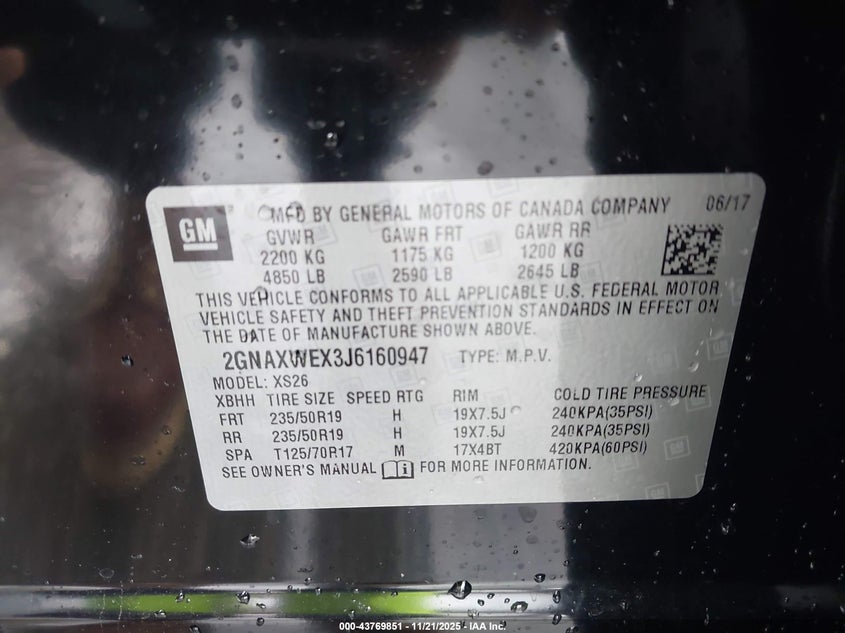 GM
MFD BY GENERAL MOTORS OF CANADA COMPANY 06/17
GVWR GAWR FRT GAWR RR
2200 KG 1175 KG 1200 KG
4850 LB 2590 LB 2645 LB
THIS VEHICLE CONFORMS TO ALL APPLICABLE U.S. FEDERAL MOTOR
VEHICLE SAFETY AND THEFT PREVENTION STANDARDS IN EFFECT ON
THE DATE OF MANUFACTURE SHOWN ABOVE.
2GNAXWEX3J6160947 TYPE: M.P.V.
MODEL: XS26
XBHH TIRE SIZE SPEED RTG RIM COLD TIRE PRESSURE
FRT 235/50R19 H 19X7.5J 240KPA(35PSI)
RR 235/50R19 H 19X7.5J 240KPA(35PSI)
SPA T125/70R17 M 17X4BT 420KPA(60PSI)
SEE OWNER'S MANUAL FOR MORE INFORMATION.
000-43769851 - 11/21/2025 - IAA Inc.